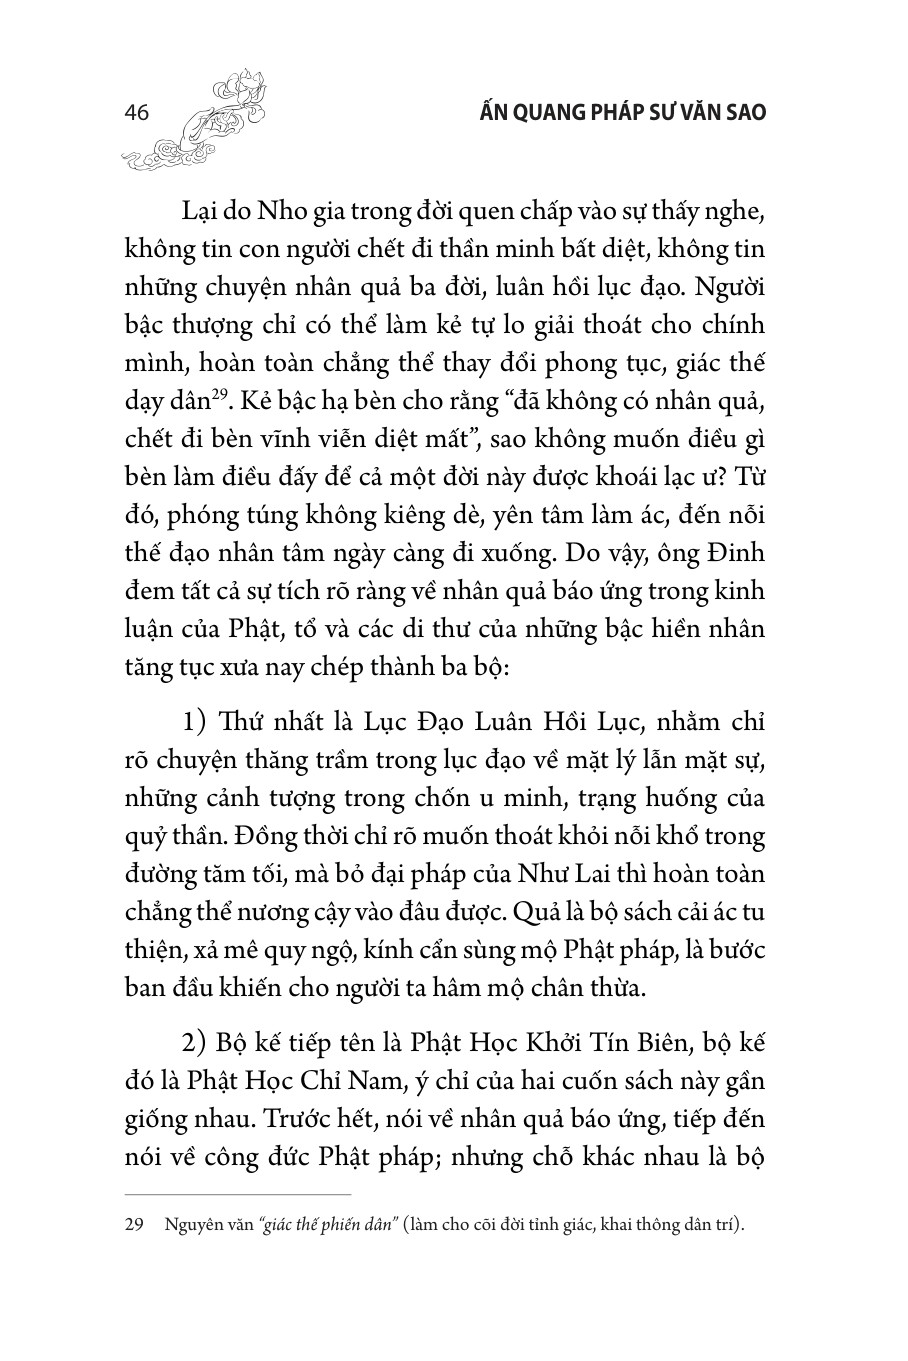 46
ẤN QUANG PHÁP SƯ VĂN SAO
Lại do Nho gia trong đời quen chấp vào sự thấy nghe,
không tin con người chết đi thần minh bất diệt, không tin
những chuyện nhân quả ba đời, luân hồi lục đạo. Người
bậc thượng chỉ có thể làm kẻ tự lo giải thoát cho chính
mình, hoàn toàn chẳng thể thay đổi phong tục, giác thế
dạy dân29. Kẻ bậc hạ bèn cho rằng “đã không có nhân quả,
chết đi bèn vĩnh viễn diệt mất”, sao không muốn điều gì
bèn làm điều đấy để cả một đời này được khoái lạc ư? Từ
đó, phóng túng không kiêng dè, yên tâm làm ác, đến nỗi
thế đạo nhân tâm ngày càng đi xuống. Do vậy, ông Đinh
đem tất cả sự tích rõ ràng về nhân quả báo ứng trong kinh
luận của Phật, tổ và các di thư của những bậc hiền nhân
tăng tục xưa nay chép thành ba bộ:
1) Thứ nhất là Lục Đạo Luân Hồi Lục, nhằm chỉ
rõ chuyện thăng trầm trong lục đạo về mặt lý lẫn mặt sự,
những cảnh tượng trong chốn u minh, trạng huống của
quỷ thần. Đồng thời chỉ rõ muốn thoát khỏi nỗi khổ trong
đường tăm tối, mà bỏ đại pháp của Như Lai thì hoàn toàn
chẳng thể nương cậy vào đâu được. Quả là bộ sách cải ác tu
thiện, xả mê quy ngộ, kính cẩn sùng mộ Phật pháp, là bước
ban đầu khiến cho người ta hâm mộ chân thừa.
2) Bộ kế tiếp tên là Phật Học Khởi Tín Biên, bộ kế
đó là Phật Học Chỉ Nam, ý chỉ của hai cuốn sách này gần
giống nhau. Trước hết, nói về nhân quả báo ứng, tiếp đến
nói về công đức Phật pháp; nhưng chỗ khác nhau là bộ
29 Nguyên văn “giác thế phiến dân” (làm cho cõi đời tỉnh giác, khai thông dân trí).